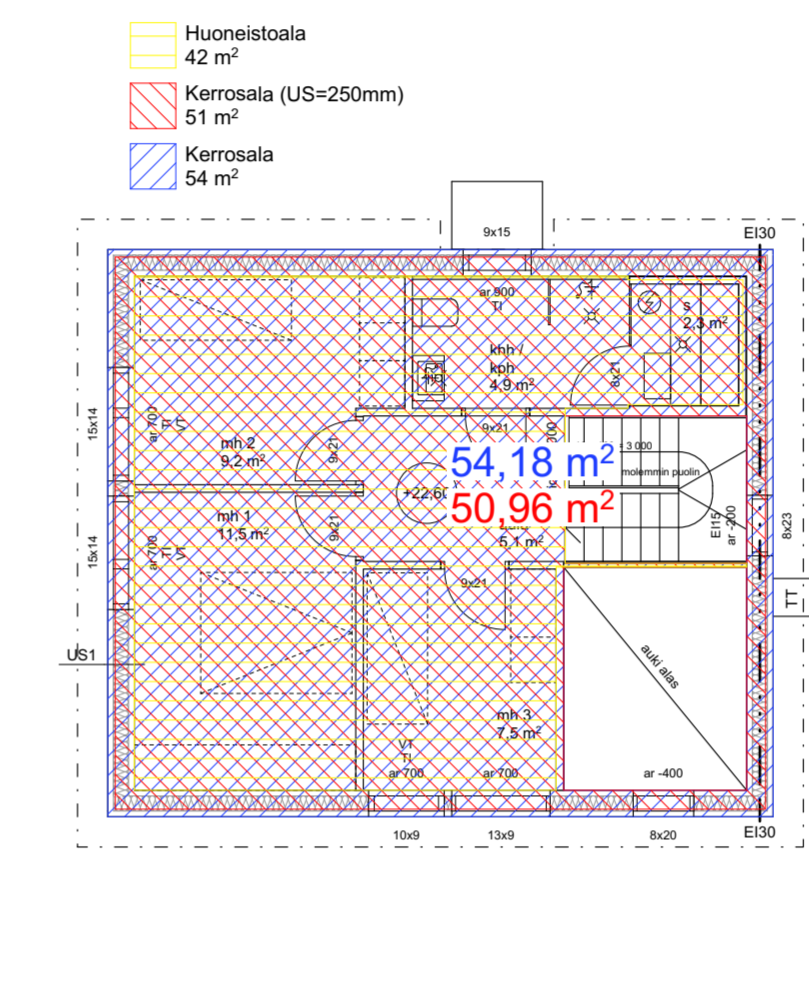 Huoneistoala
42 m²
Kerrosala (US=250mm)
51 m²
Kerrosala
54 m²
9x15
EI30
ar 900
TI
s
2,3 m²
khh /
kph
4,9 m²
8x21
15x14
ar 700
TI
VT
mh 2
9,2 m²
9x21
9x21
= 3 000
54,18 m²
molemmin puolin
+22,60
50,96 m²
mh 1
11,5 m²
9x21
5,1 m²
EI15
ar -200
8x23
15x14
ar 700
TI
VT
9x21
TT
US1
auki alas
mh 3
7,5 m²
VT
TI
ar 700
ar 700
ar -400
10x9
13x9
8x20
EI30